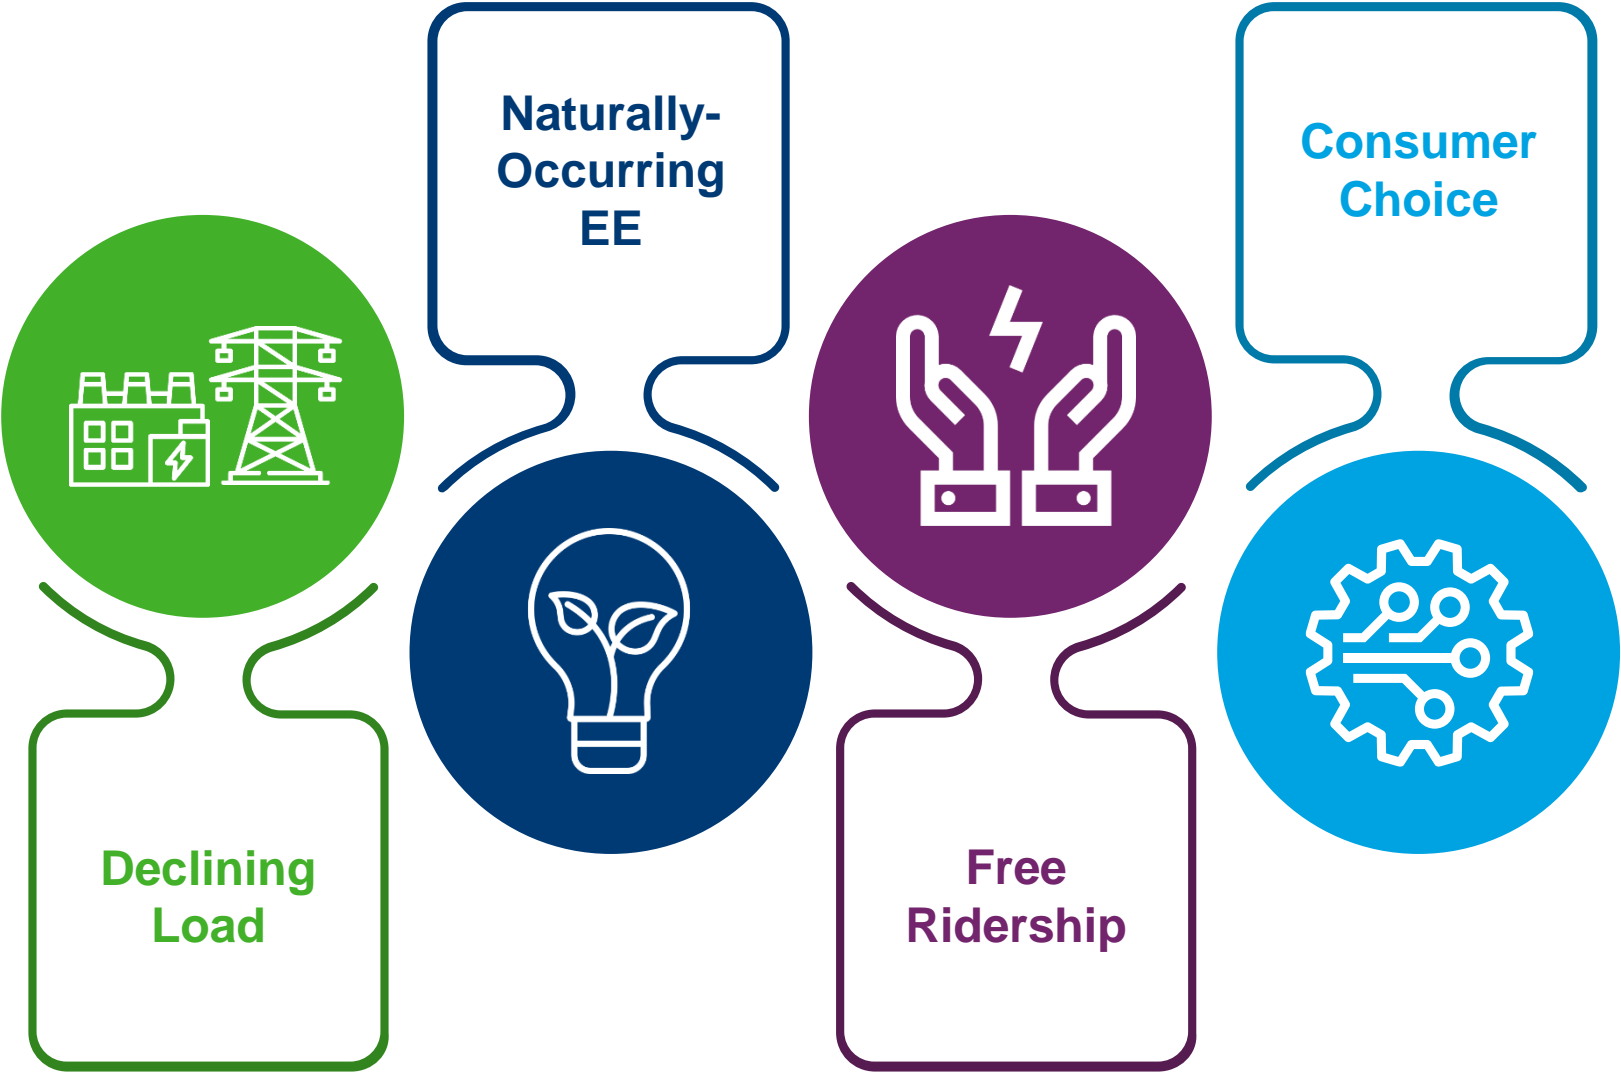 Naturally-
Occurring
EE
Consumer
Choice
Declining
Load
Free
Ridership